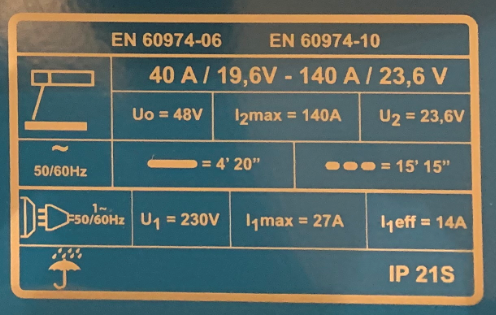 EN 60974-06 EN 60974-10
40 A / 19,6V - 140 A / 23,6 V
Uo = 48V I2max = 140A U2 = 23,6V
~
50/60Hz = 4' 20" = 15' 15"
1~
50/60Hz U1 = 230V I1max = 27A I1eff = 14A
IP 21S